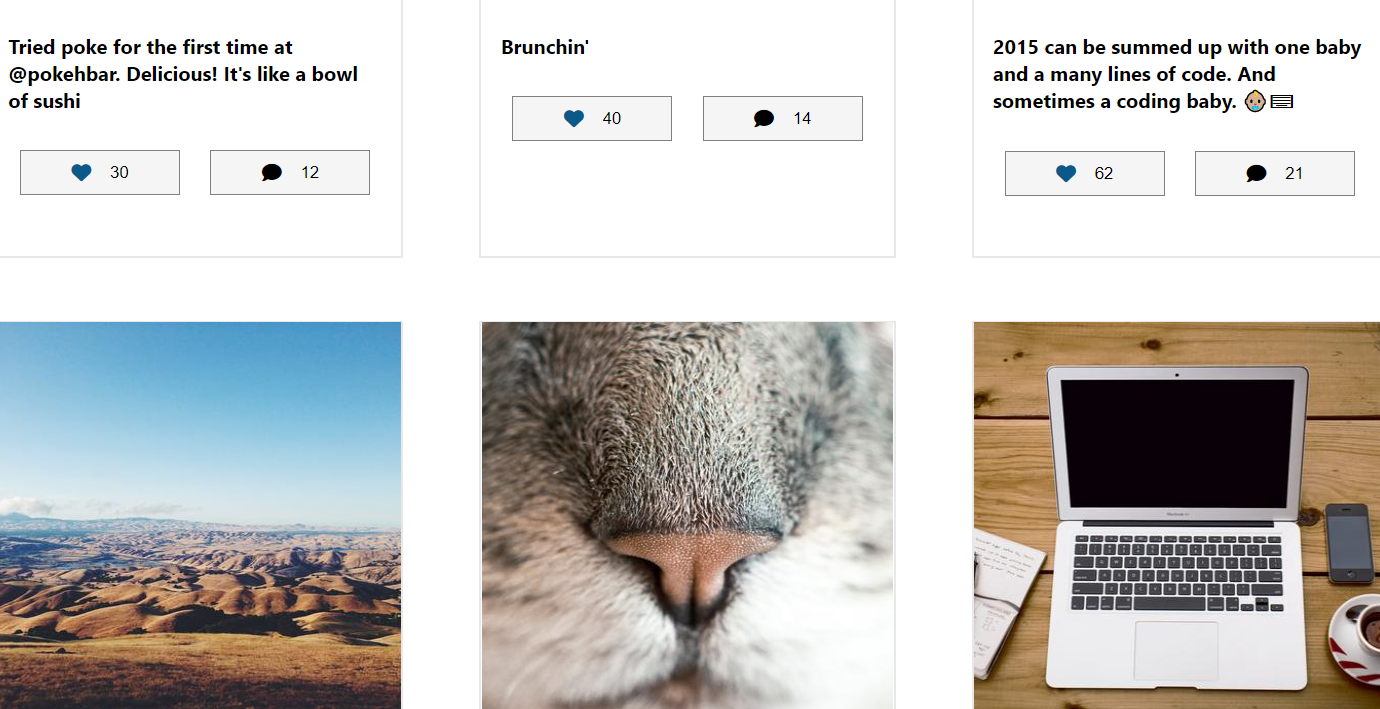 Tried poke for the first time at
@pokehbar. Delicious! It's like a bowl
of sushi
30
12
Brunchin'
40
14
2015 can be summed up with one baby
and a many lines of code. And
sometimes a coding baby. 👶⌨
62
21